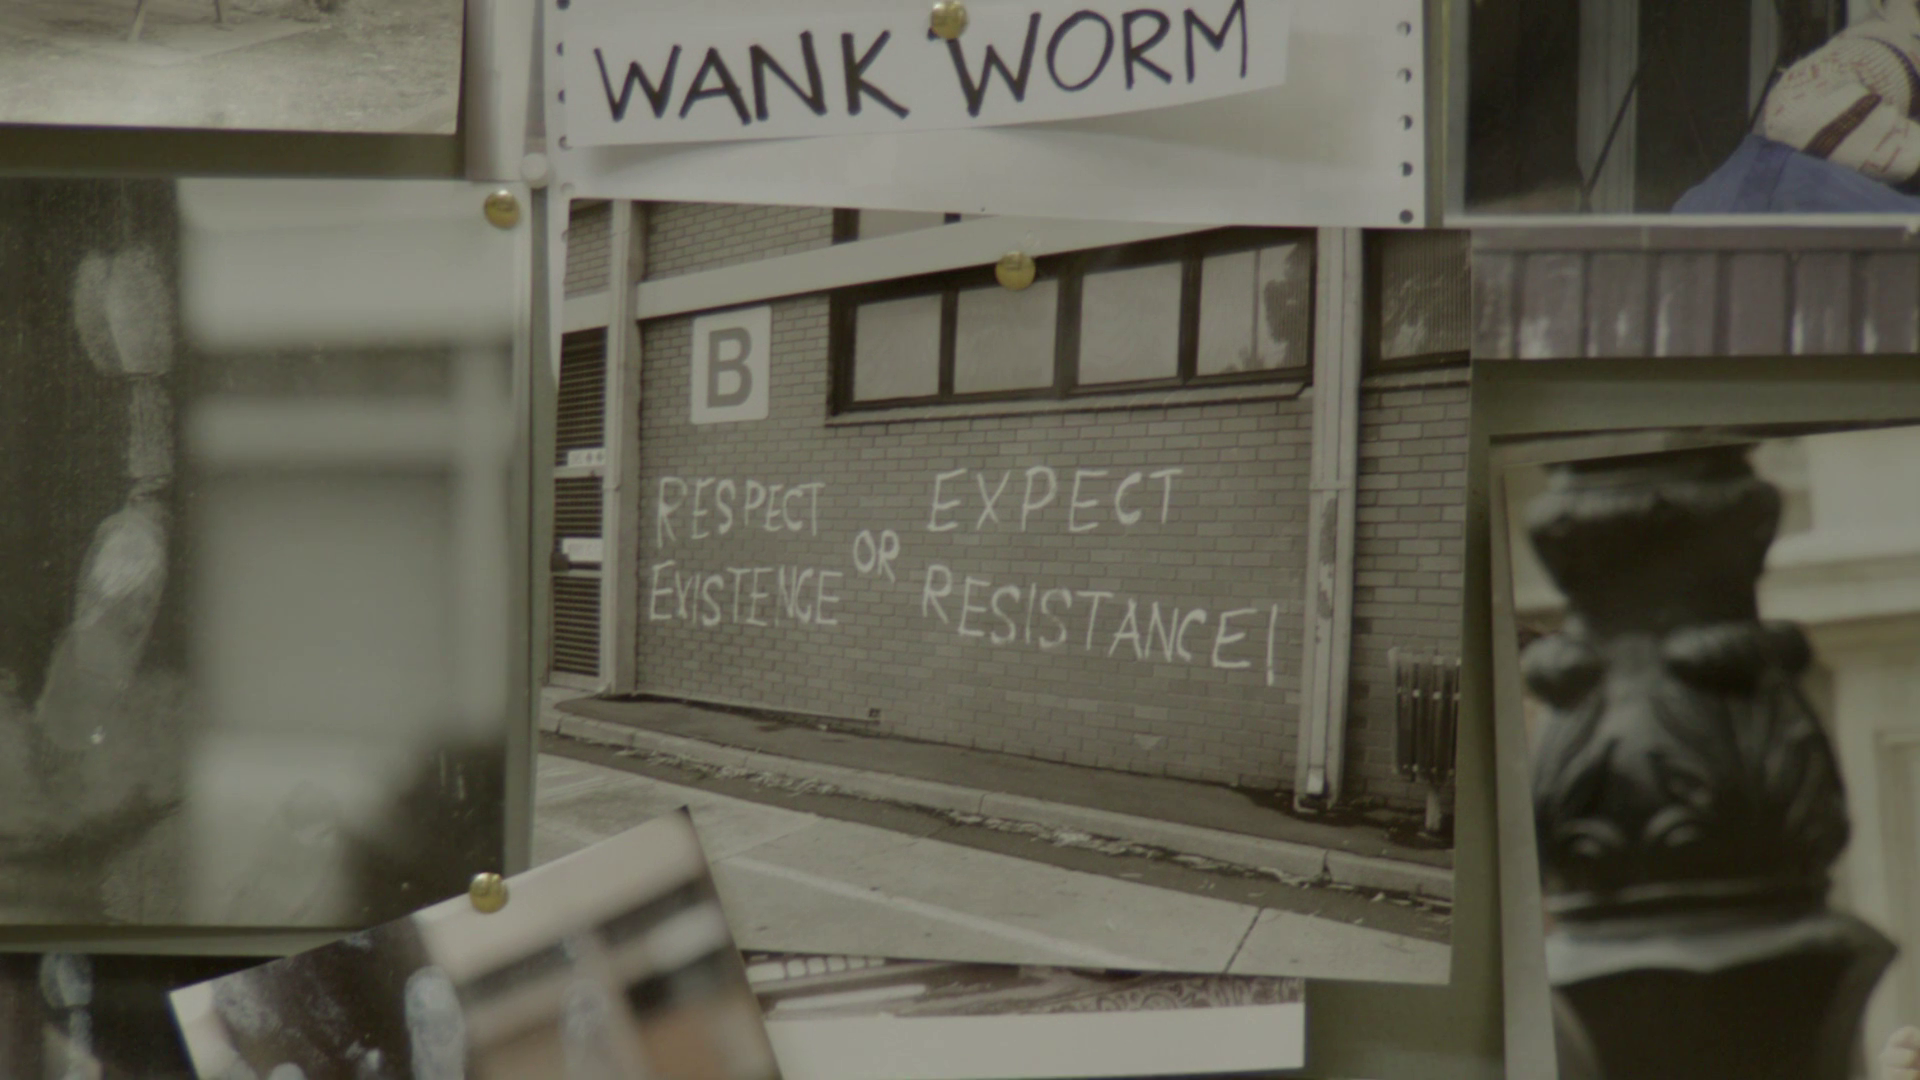 WANK WORM
B
RESPECT
EXISTENCE
OR
EXPECT
RESISTANCE!